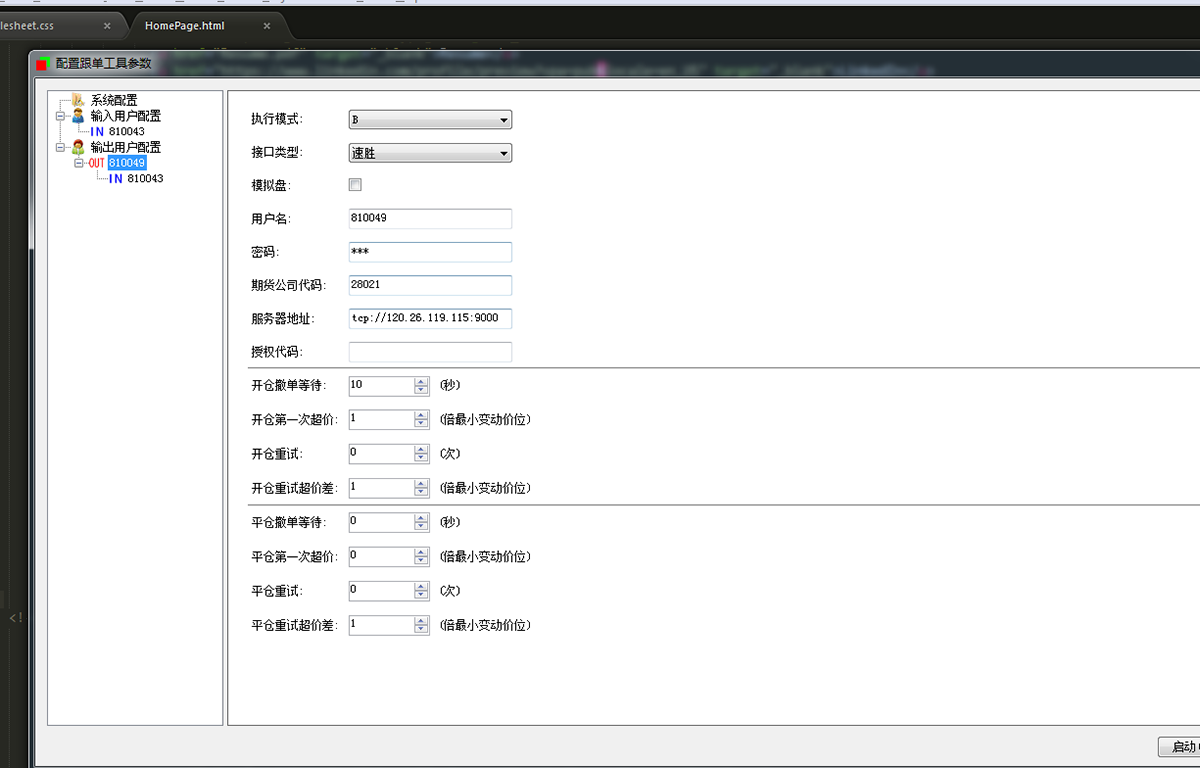 lesheet.css × HomePage.html ×
配置跟单工具参数
系统配置
输入用户配置
IN 810043
输出用户配置
OUT 810049
IN 810043
执行模式: B
接口类型: 速胜
模拟盘:
用户名: 810049
密码: ***
期货公司代码: 28021
服务器地址: tcp://120.26.119.115:9000
授权代码:
开仓撤单等待: 10 (秒)
开仓第一次超价: 1 (倍最小变动价位)
开仓重试: 0 (次)
开仓重试超价差: 1 (倍最小变动价位)
平仓撤单等待: 0 (秒)
平仓第一次超价: 0 (倍最小变动价位)
平仓重试: 0 (次)
平仓重试超价差: 1 (倍最小变动价位)
<!
启动(